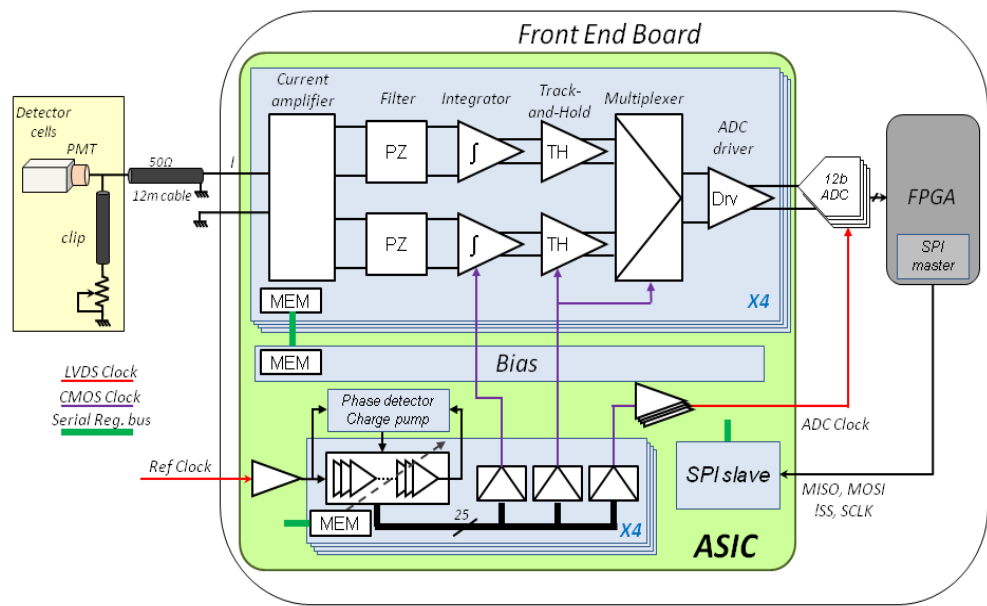 Front End Board
Current
amplifier
Filter
Integrator
Track-
and-Hold
Multiplexer
ADC
driver
Detector
cells
PMT
50Ω
12m cable
I
clip
PZ
∫
TH
PZ
∫
TH
Drv
12b
ADC
FPGA
SPI
master
MEM
X4
MEM
Bias
LVDS Clock
CMOS Clock
Serial Reg. bus
Phase detector
Charge pump
ADC Clock
Ref Clock
SPI slave
MISO, MOSI
!SS, SCLK
MEM
25
X4
ASIC